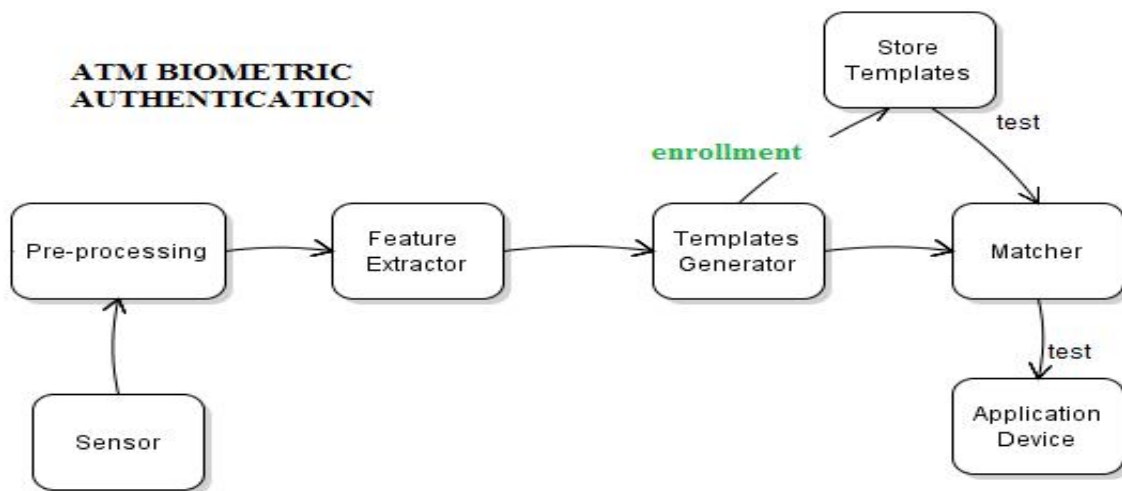 ATM BIOMETRIC
AUTHENTICATION
Store
Templates
test
enrollment
Pre-processing
Feature
Extractor
Templates
Generator
Matcher
test
Sensor
Application
Device